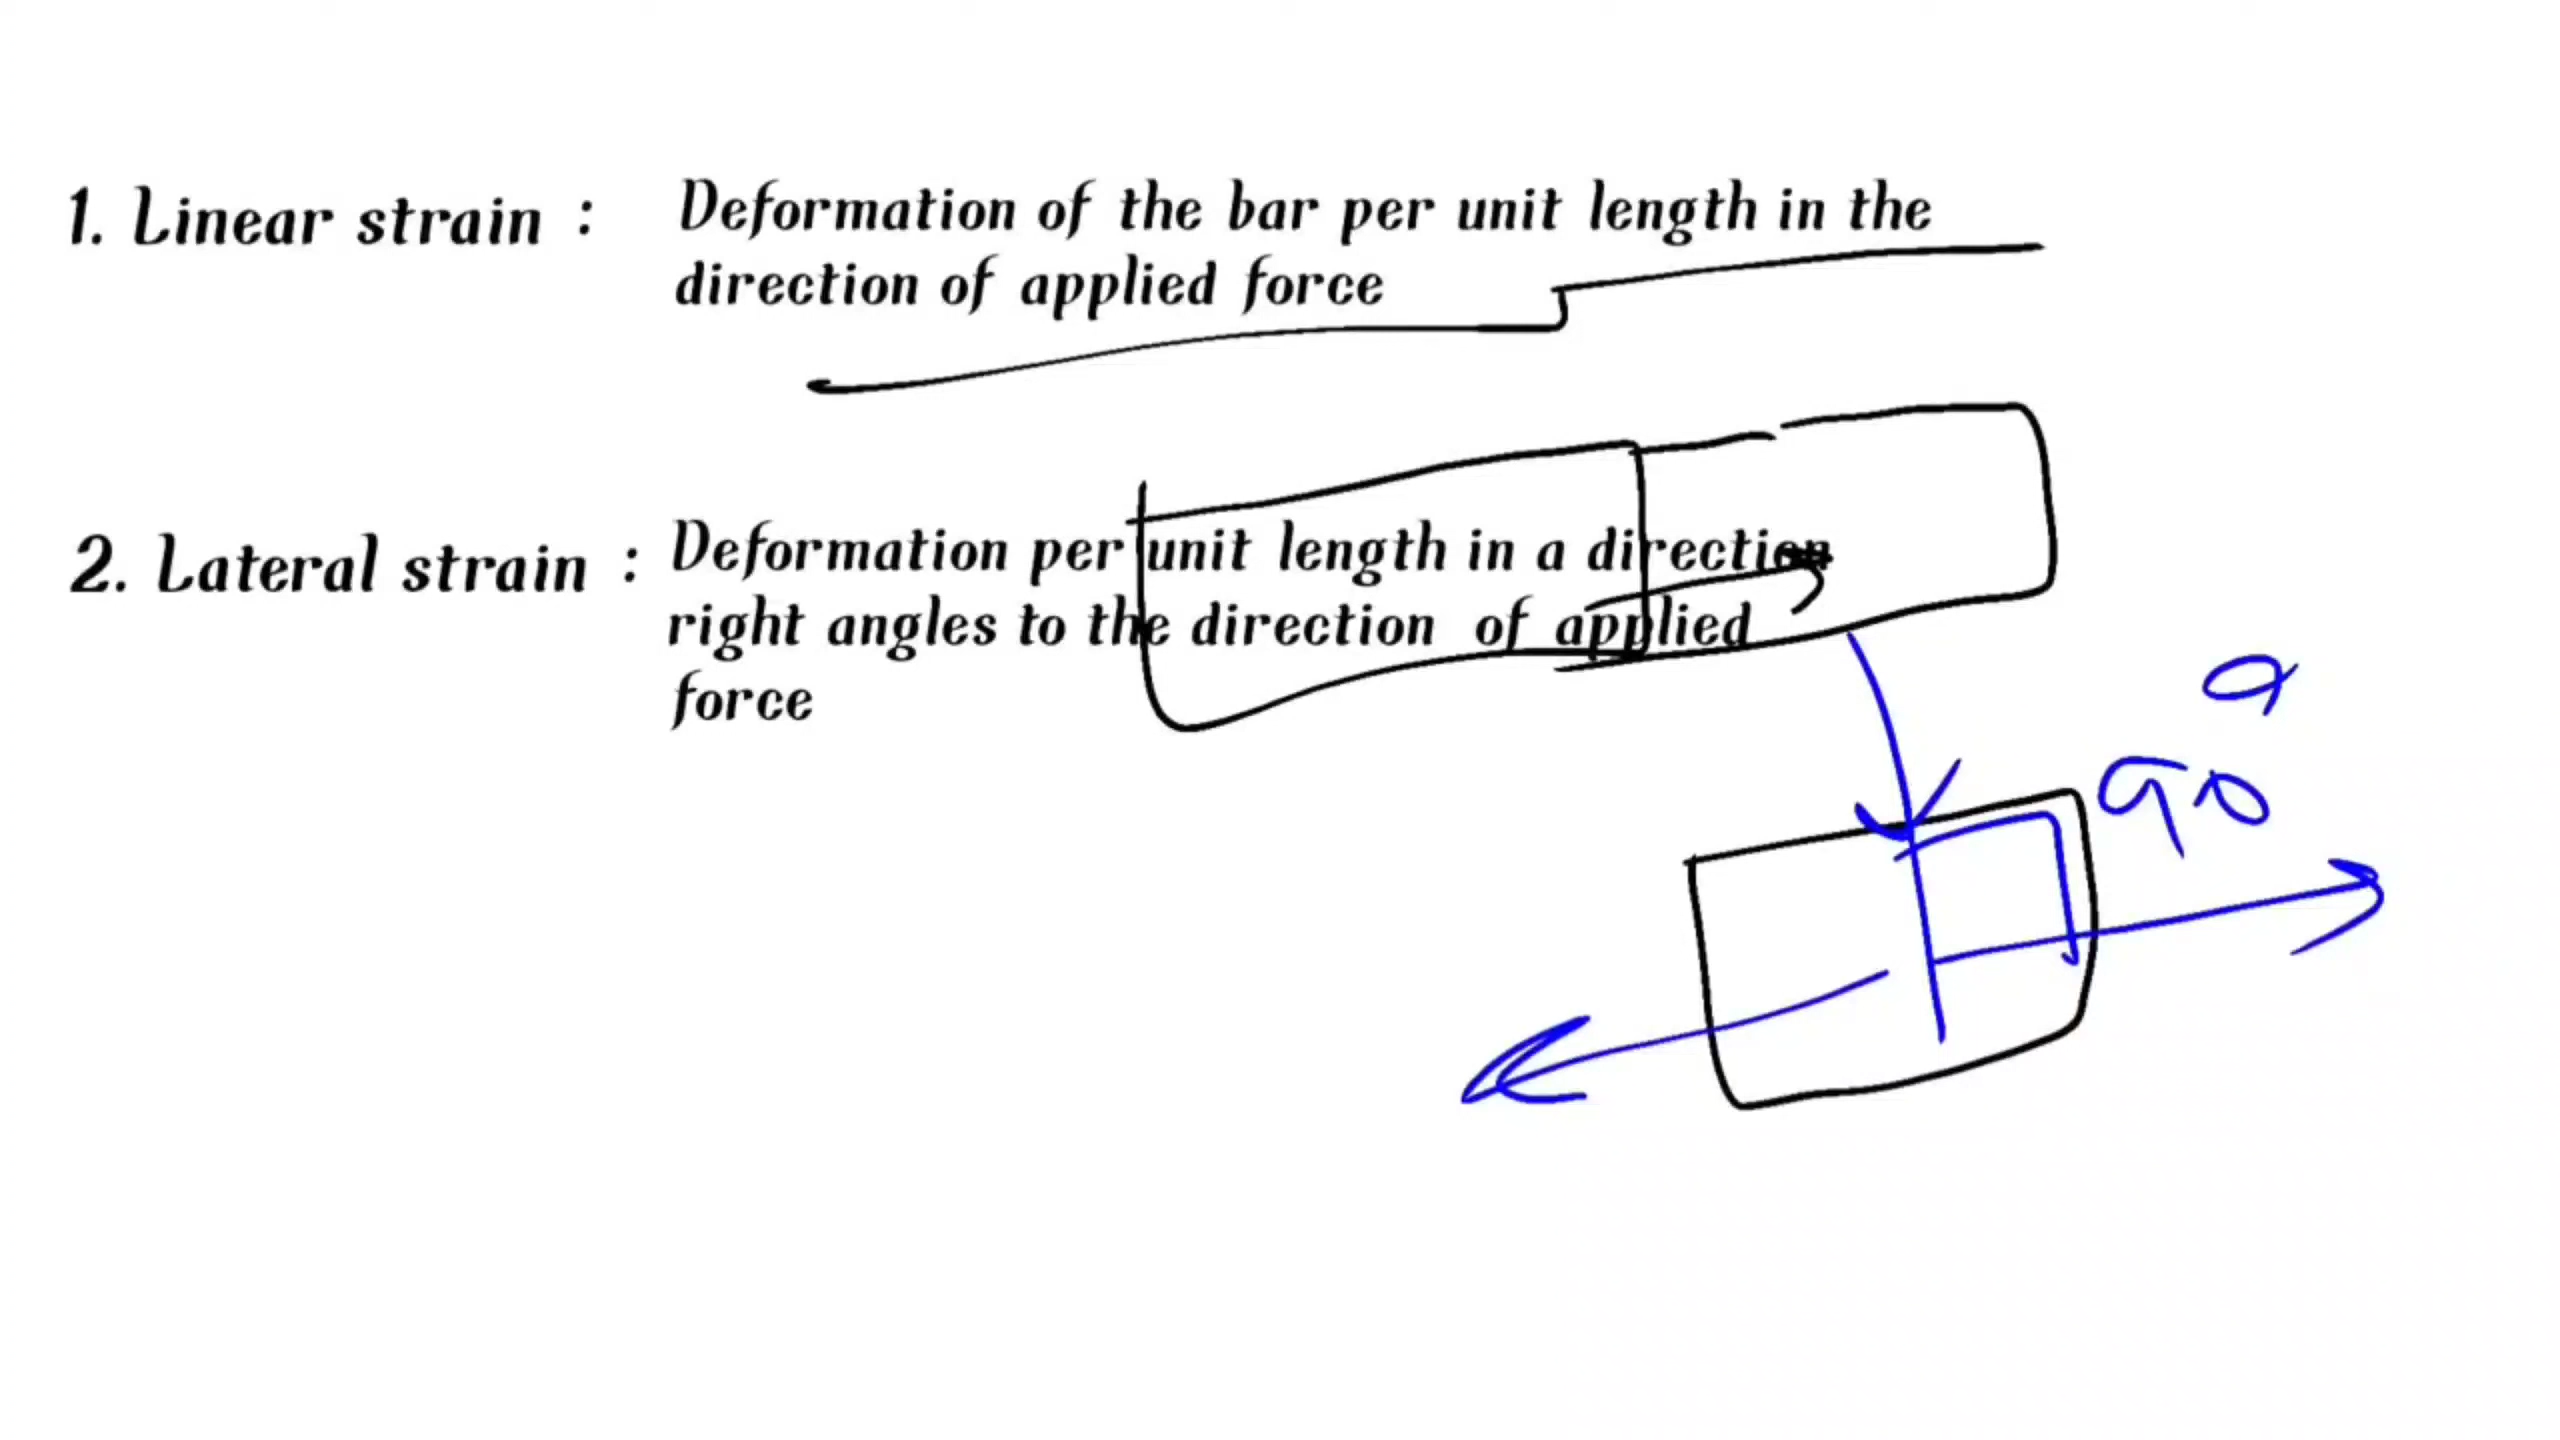 1. Linear strain : Deformation of the bar per unit length in the
direction of applied force
2. Lateral strain : Deformation per unit length in a direction
right angles to the direction of applied
force
90